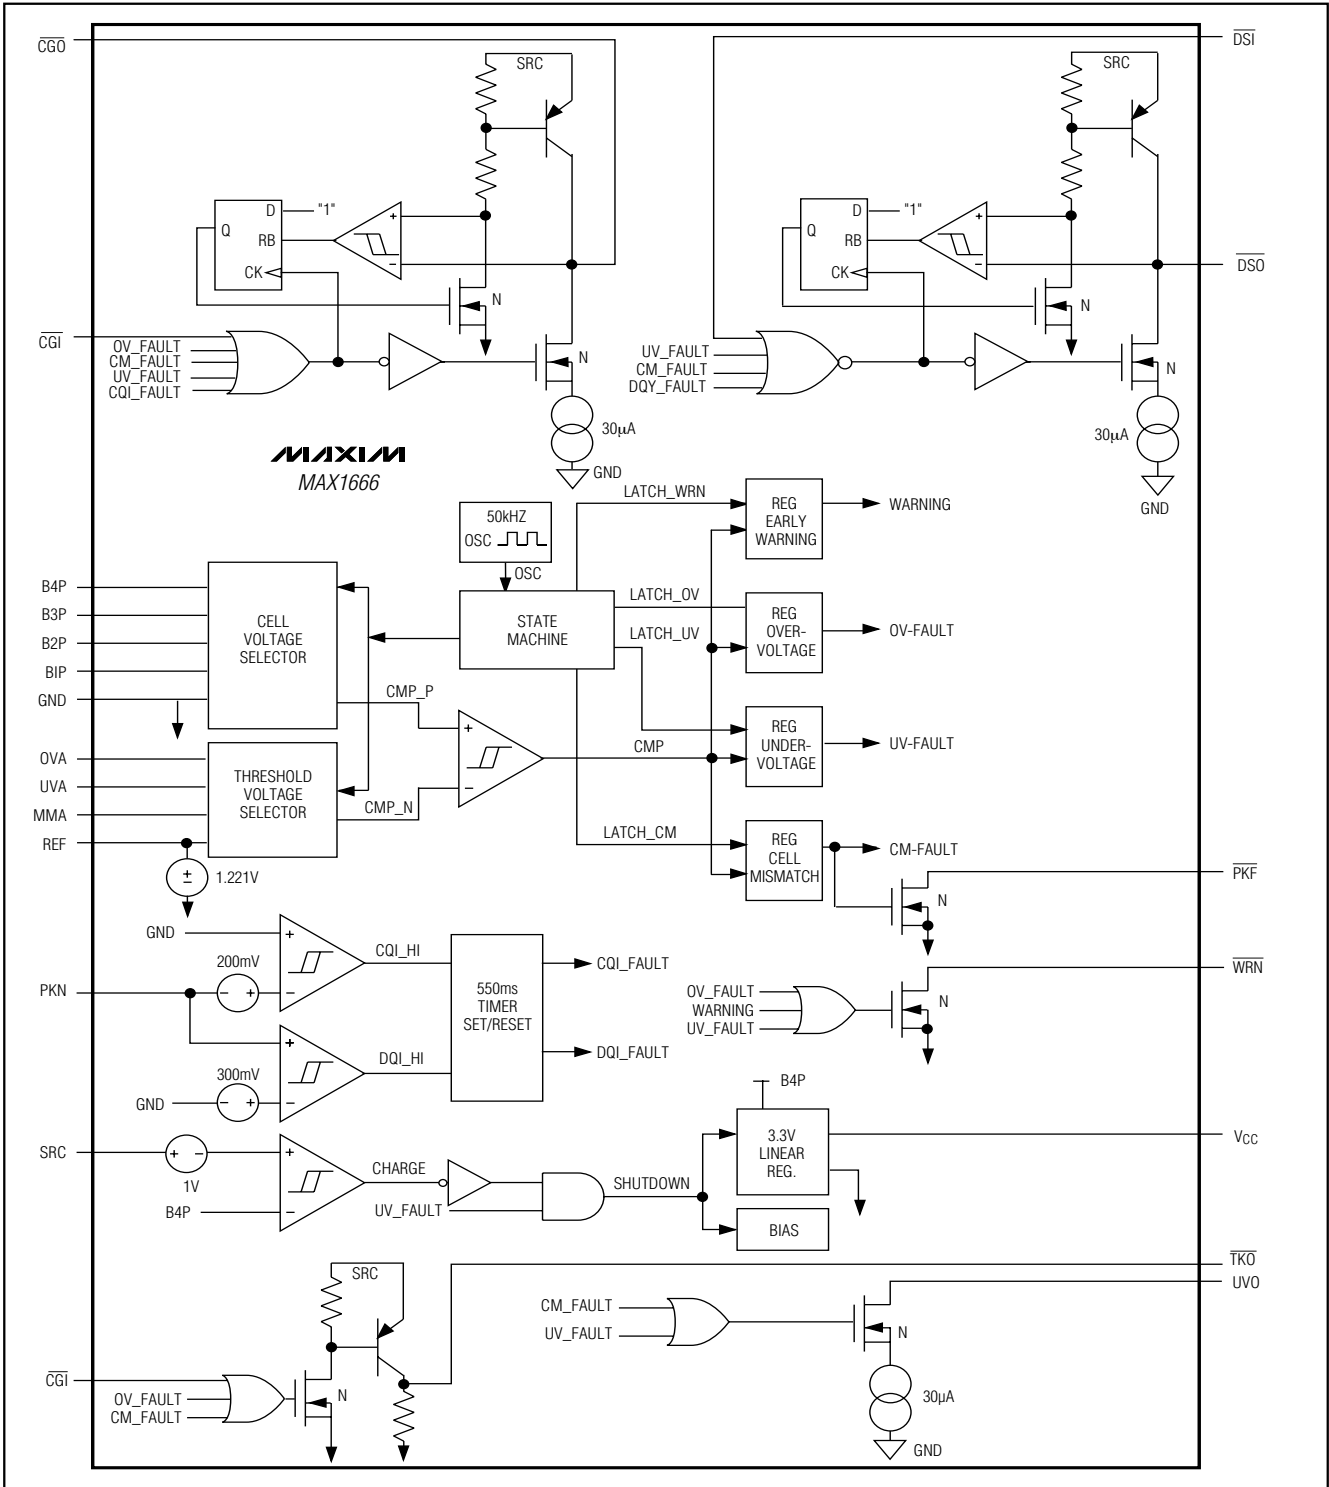 CGO
DSI
SRC
SRC
D "1"
Q
RB
CK
N
D "1"
Q
RB
CK
N
+
−
+
−
DSO
CGI
OV_FAULT
CM_FAULT
UV_FAULT
CQI_FAULT
N
UV_FAULT
CM_FAULT
DQY_FAULT
N
30µA
GND
30µA
GND
MAXIM
MAX1666
50kHZ
OSC
OSC
LATCH_WRN
REG
EARLY
WARNING
WARNING
B4P
B3P
B2P
BIP
GND
CELL
VOLTAGE
SELECTOR
STATE
MACHINE
LATCH_OV
LATCH_UV
REG
OVER-
VOLTAGE
OV-FAULT
CMP_P
+
−
CMP
REG
UNDER-
VOLTAGE
UV-FAULT
OVA
UVA
MMA
REF
THRESHOLD
VOLTAGE
SELECTOR
CMP_N
LATCH_CM
REG
CELL
MISMATCH
CM-FAULT
±
1.221V
N
PKF
GND
+
−
200mV
− +
PKN
CQI_HI
550ms
TIMER
SET/RESET
CQI_FAULT
DQI_FAULT
+
−
DQI_HI
300mV
GND
− +
OV_FAULT
WARNING
UV_FAULT
N
WRN
SRC
+ −
1V
B4P
+
−
CHARGE
UV_FAULT
SHUTDOWN
B4P
3.3V
LINEAR
REG.
VCC
BIAS
TKO
UVO
SRC
CGI
OV_FAULT
CM_FAULT
N
CM_FAULT
UV_FAULT
N
30µA
GND